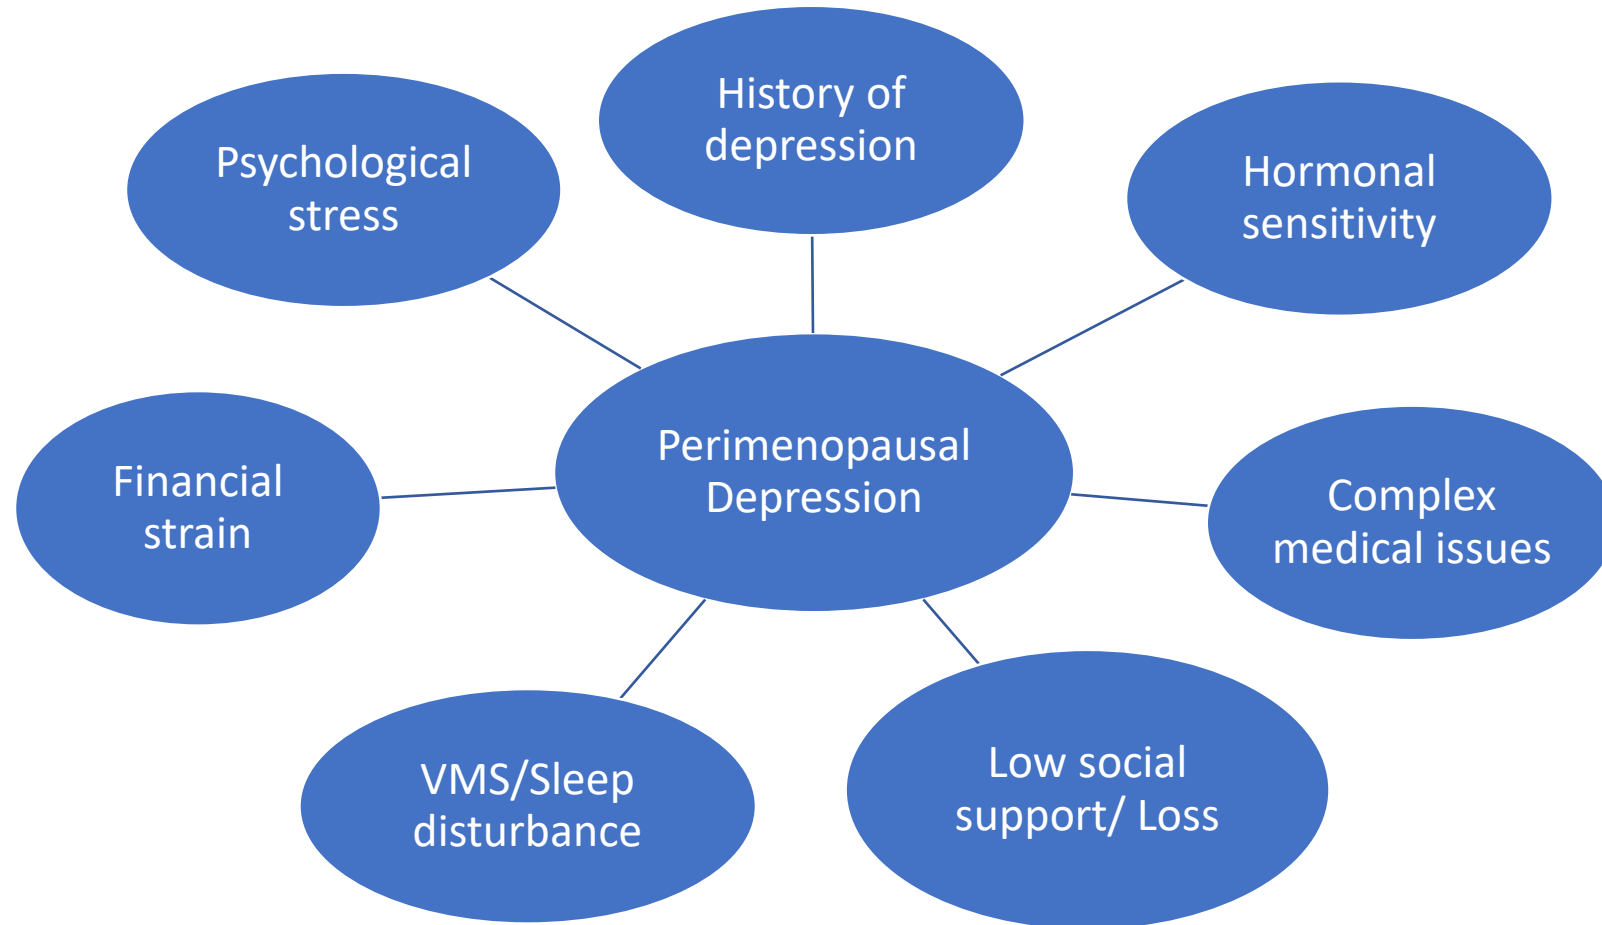 History of
depression
Psychological
stress
Hormonal
sensitivity
Perimenopausal
Depression
Financial
strain
Complex
medical issues
VMS/Sleep
disturbance
Low social
support/ Loss